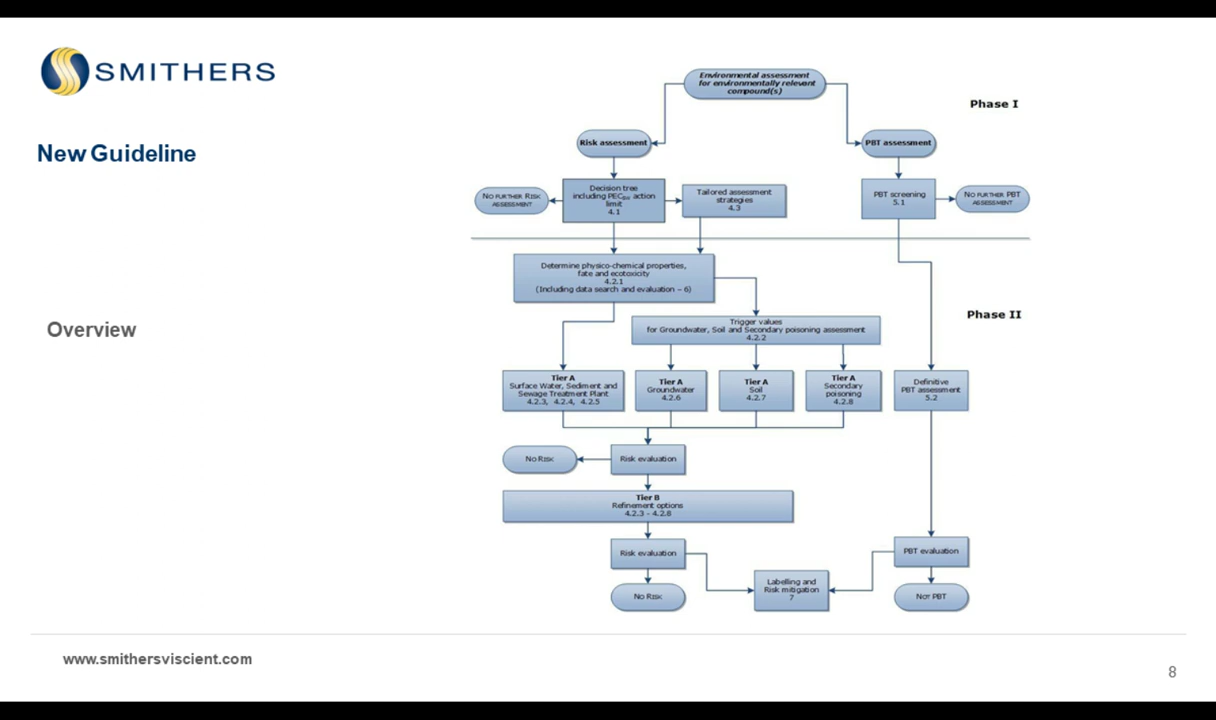 SMITHERS
New Guideline
Overview
Environmental assessment
for environmentally relevant
compound(s)
Phase I
Risk assessment
PBT assessment
No further Risk
assessment
Decision tree
including PECsw action
limit
4.1
Tailored assessment
strategies
4.3
PBT screening
5.1
No further PBT
assessment
Determine physico-chemical properties,
fate and ecotoxicity
4.2.1
(Including data search and evaluation – 6)
Phase II
Trigger values
for Groundwater, Soil and Secondary poisoning assessment
4.2.2
Tier A
Surface Water, Sediment and
Sewage Treatment Plant
4.2.3, 4.2.4, 4.2.5
Tier A
Groundwater
4.2.6
Tier A
Soil
4.2.7
Tier A
Secondary
poisoning
4.2.8
Definitive
PBT assessment
5.2
No Risk
Risk evaluation
Tier B
Refinement options
4.2.3 - 4.2.8
Risk evaluation
PBT evaluation
Labelling and
Risk mitigation
7
No Risk
Not PBT
www.smithersviscient.com
8